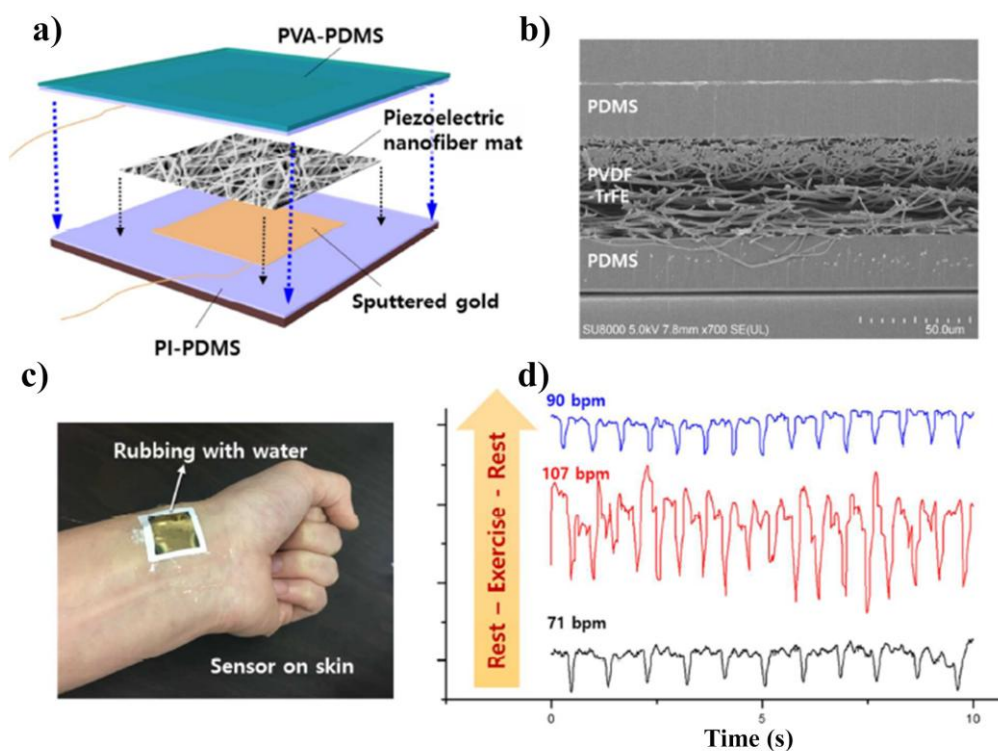 a)
PVA-PDMS
Piezoelectric
nanofiber mat
Sputtered gold
PI-PDMS
b)
PDMS
PVDF
-TrFE
PDMS
SU8000 5.0kV 7.8mm x700 SE(UL)
50.0um
c)
Rubbing with water
Sensor on skin
d)
Rest – Exercise - Rest
90 bpm
107 bpm
71 bpm
0
5
10
Time (s)